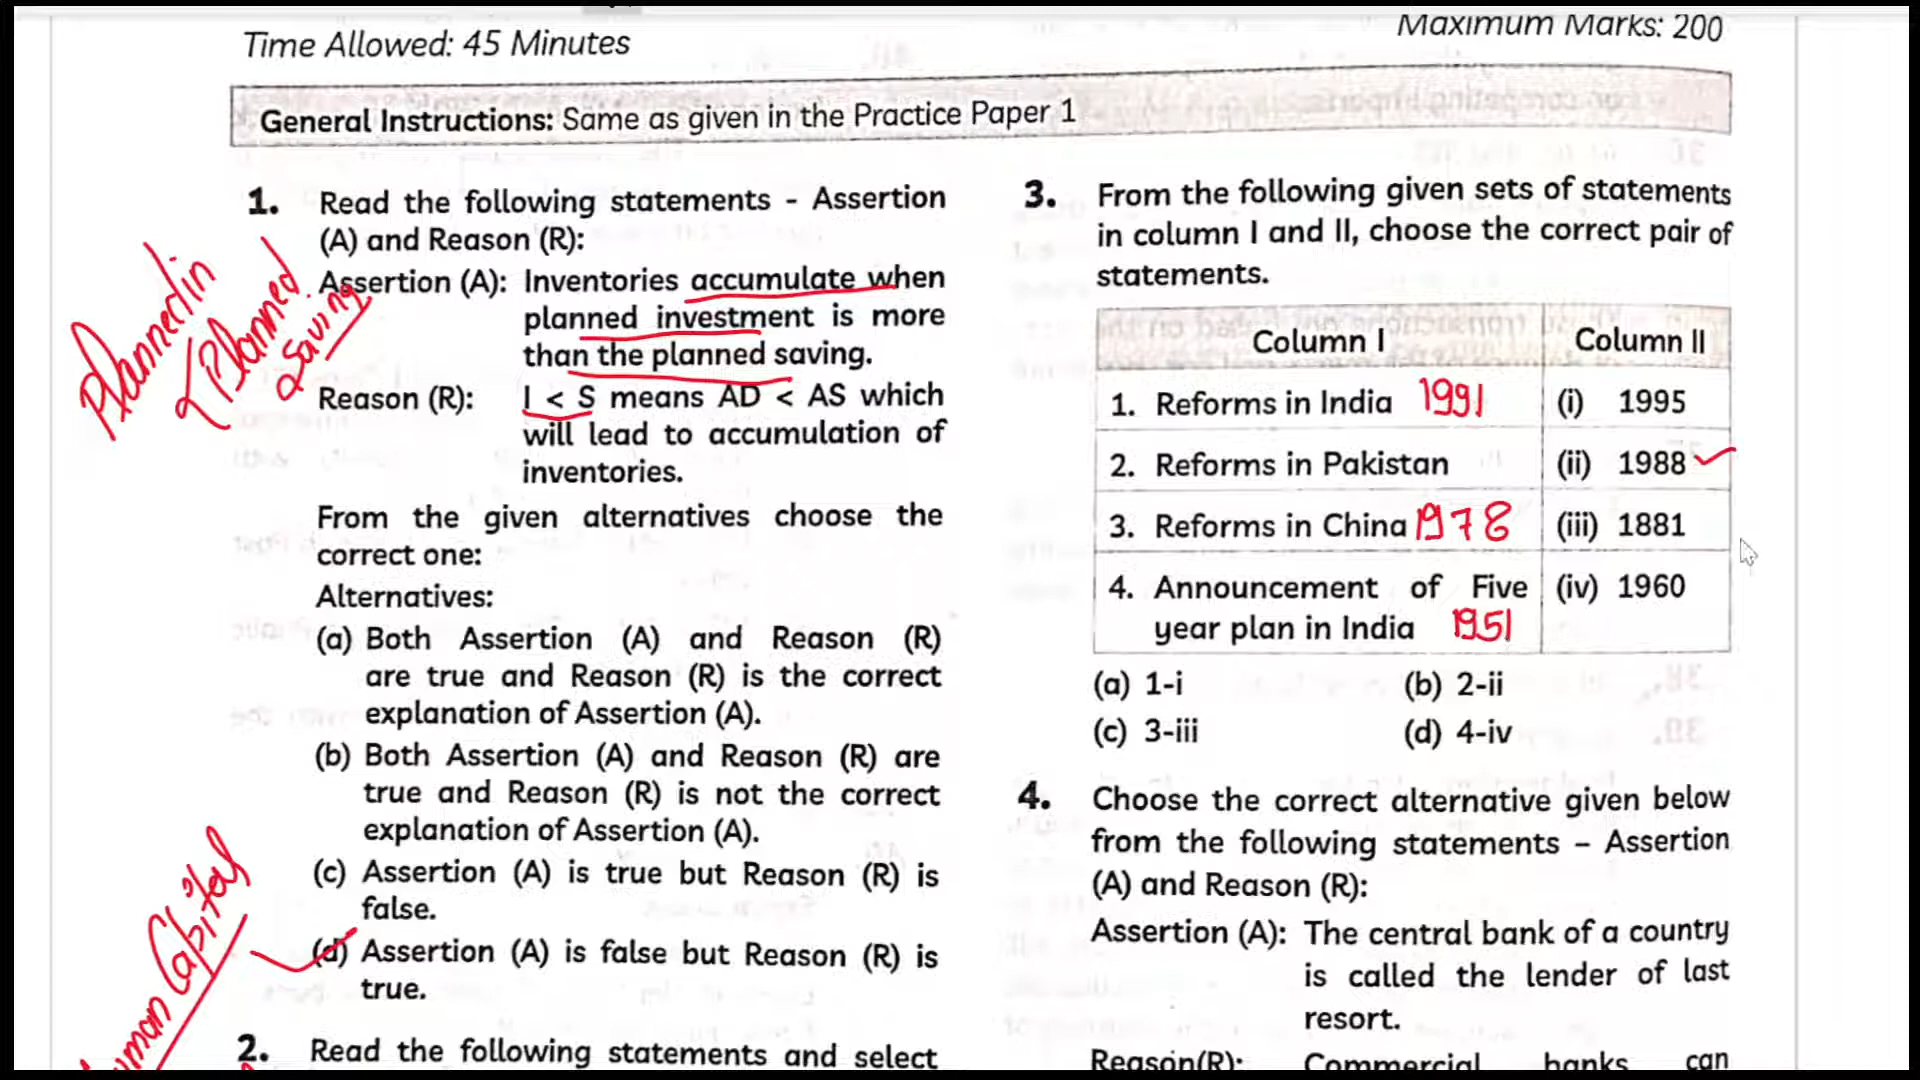 Time Allowed: 45 Minutes
Maximum Marks: 200
General Instructions: Same as given in the Practice Paper 1
1. Read the following statements - Assertion
(A) and Reason (R):
Assertion (A): Inventories accumulate when
planned investment is more
than the planned saving.
Reason (R): I < S means AD < AS which
will lead to accumulation of
inventories.
From the given alternatives choose the
correct one:
Alternatives:
(a) Both Assertion (A) and Reason (R)
are true and Reason (R) is the correct
explanation of Assertion (A).
(b) Both Assertion (A) and Reason (R) are
true and Reason (R) is not the correct
explanation of Assertion (A).
(c) Assertion (A) is true but Reason (R) is
false.
(d) Assertion (A) is false but Reason (R) is
true.
2. Read the following statements and select
Planned in
< Planned
Saving
Human Capital
3. From the following given sets of statements
in column I and II, choose the correct pair of
statements.
Column I Column II
1. Reforms in India 1991 (i) 1995
2. Reforms in Pakistan (ii) 1988
3. Reforms in China 1978 (iii) 1881
4. Announcement of Five (iv) 1960
year plan in India 1951
(a) 1-i (b) 2-ii
(c) 3-iii (d) 4-iv
4. Choose the correct alternative given below
from the following statements – Assertion
(A) and Reason (R):
Assertion (A): The central bank of a country
is called the lender of last
resort.
Reason(R): Commercial banks can